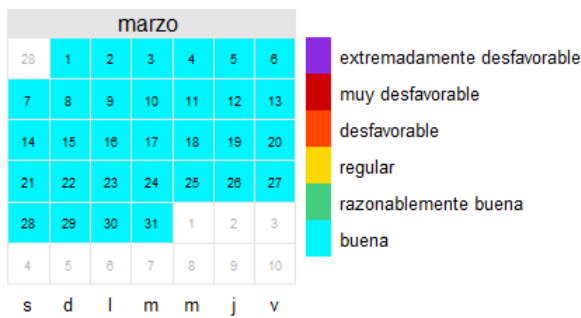 marzo
28 1 2 3 4 5 6
7 8 9 10 11 12 13
14 15 16 17 18 19 20
21 22 23 24 25 26 27
28 29 30 31 1 2 3
4 5 6 7 8 9 10
s d l m m j v
extremadamente desfavorable
muy desfavorable
desfavorable
regular
razonablemente buena
buena